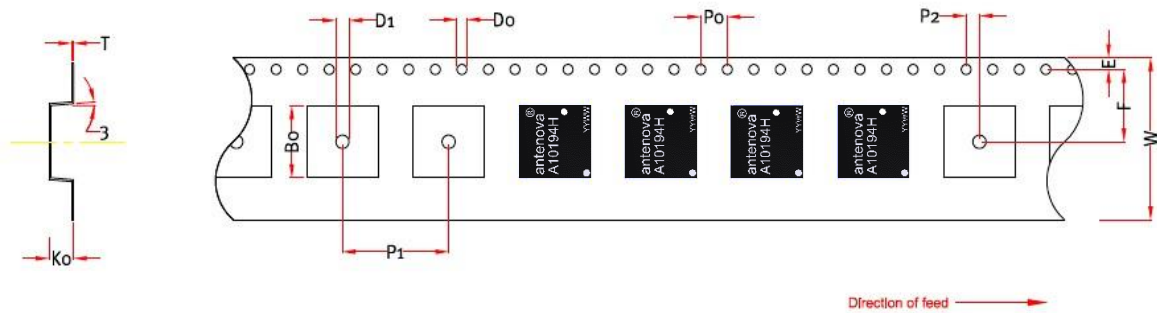 T
3
Ko
D1
Do
Po
P2
E
F
W
Bo
P1
antenova®
A10194H
YYWW
antenova®
A10194H
YYWW
antenova®
A10194H
YYWW
antenova®
A10194H
YYWW
Direction of feed